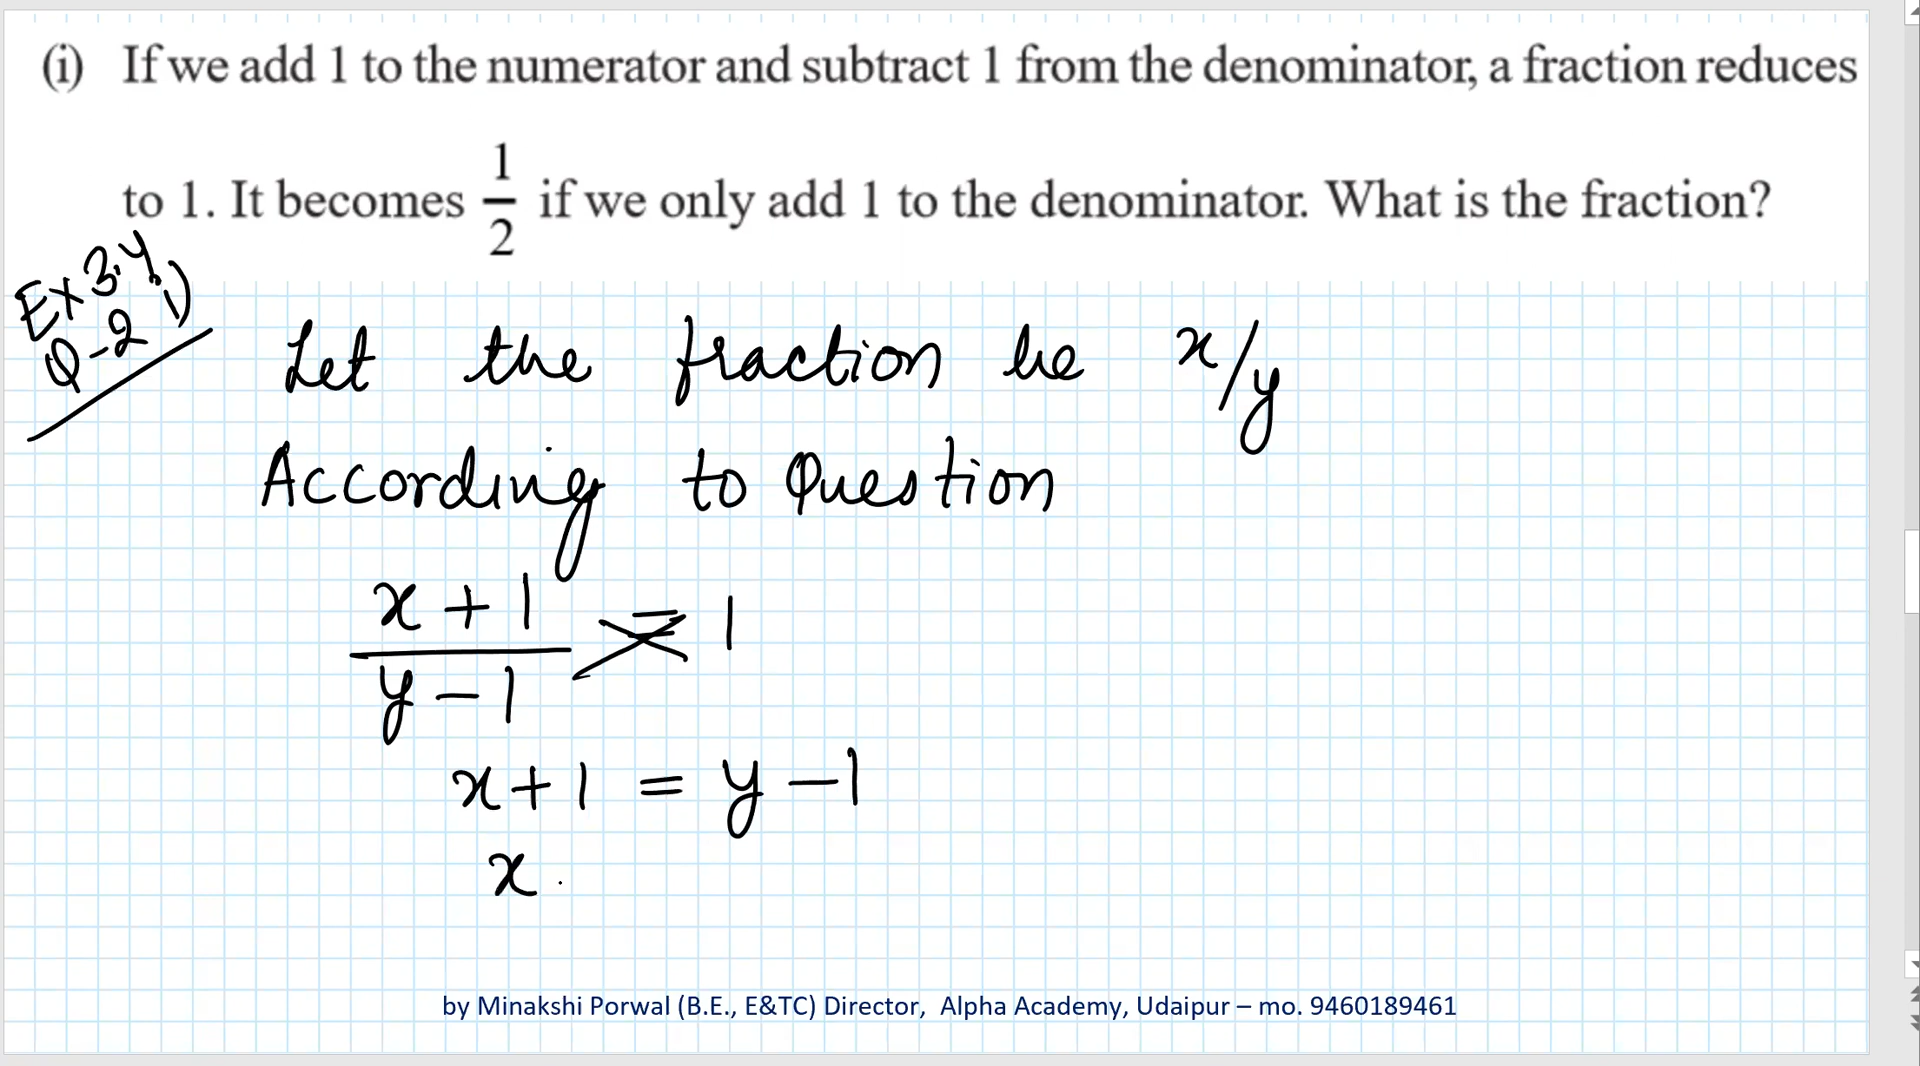 (i) If we add 1 to the numerator and subtract 1 from the denominator, a fraction reduces
to 1. It becomes 1/2 if we only add 1 to the denominator. What is the fraction?
Ex 3.4,
Q-2 i)
Let the fraction be x/y
According to Question
x + 1
y - 1
= 1
x + 1 = y - 1
x
by Minakshi Porwal (B.E., E&TC) Director, Alpha Academy, Udaipur – mo. 9460189461